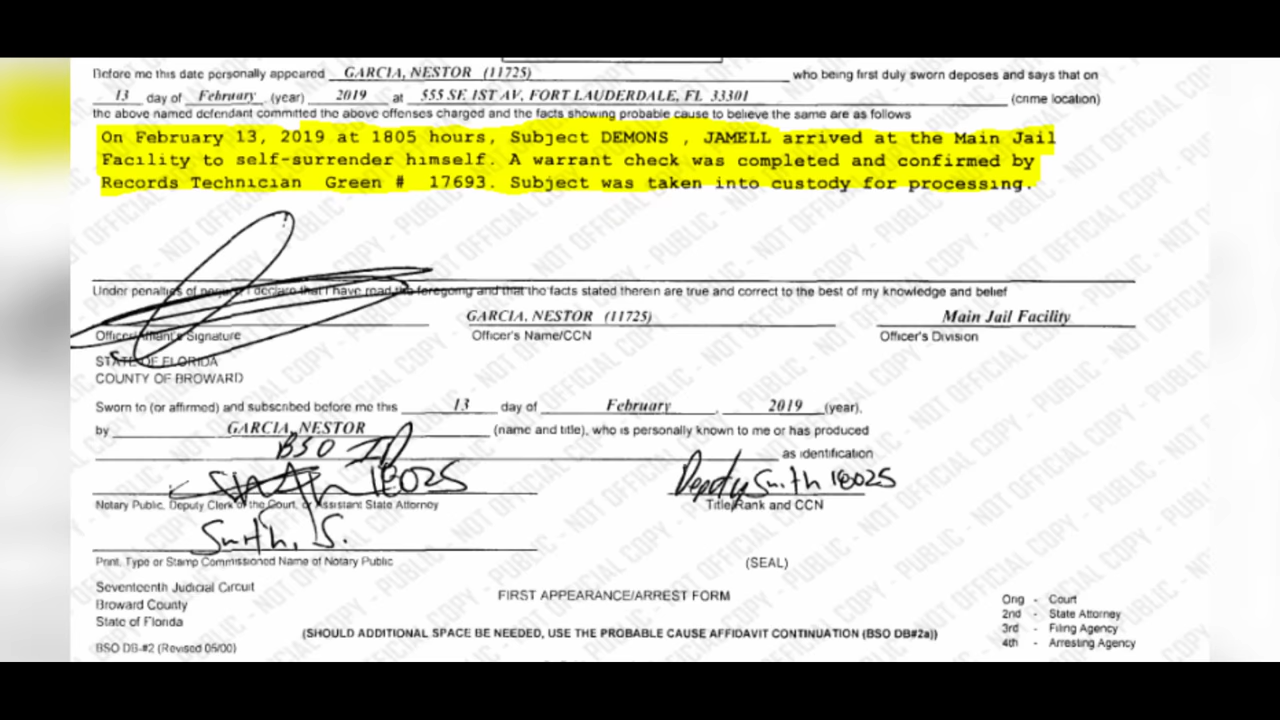 Before me this date personally appeared GARCIA, NESTOR (11725) who being first duly sworn deposes and says that on
13 day of February (year) 2019 at 555 SE 1ST AV, FORT LAUDERDALE, FL 33301 (crime location)
the above named defendant committed the above offenses charged and the facts showing probable cause to believe the same are as follows
On February 13, 2019 at 1805 hours, Subject DEMONS , JAMELL arrived at the Main Jail
Facility to self-surrender himself. A warrant check was completed and confirmed by
Records Technician Green # 17693. Subject was taken into custody for processing.
Under penalties of perjury I declare that I have read the foregoing and that the facts stated therein are true and correct to the best of my knowledge and belief
GARCIA, NESTOR (11725) Main Jail Facility
Signature Officer's Name/CCN Officer's Division
STATE OF FLORIDA
COUNTY OF BROWARD
Sworn to (or affirmed) and subscribed before me this 13 day of February , 2019 (year),
by GARCIA, NESTOR (name and title), who is personally known to me or has produced
BSO ID as identification
Smith 18025 Deputy Smith 18025
Notary Public, Deputy Clerk of the Court, or Assistant State Attorney Title/Rank and CCN
Smith, S.
Print, Type or Stamp Commissioned Name of Notary Public (SEAL)
Seventeenth Judicial Circuit
Broward County
State of Florida
FIRST APPEARANCE/ARREST FORM
Orig - Court
2nd - State Attorney
3rd - Filing Agency
4th - Arresting Agency
(SHOULD ADDITIONAL SPACE BE NEEDED, USE THE PROBABLE CAUSE AFFIDAVIT CONTINUATION (BSO DB#2a))
BSO DB-#2 (Revised 05/00)
PUBLIC - NOT OFFICIAL COPY